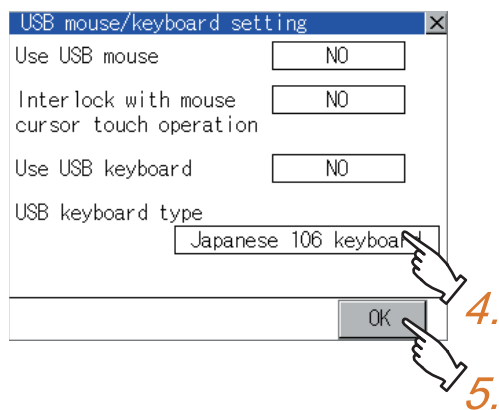 USB mouse/keyboard setting
Use USB mouse NO
Interlock with mouse NO
cursor touch operation
Use USB keyboard NO
USB keyboard type
Japanese 106 keyboard
4.
OK
5.